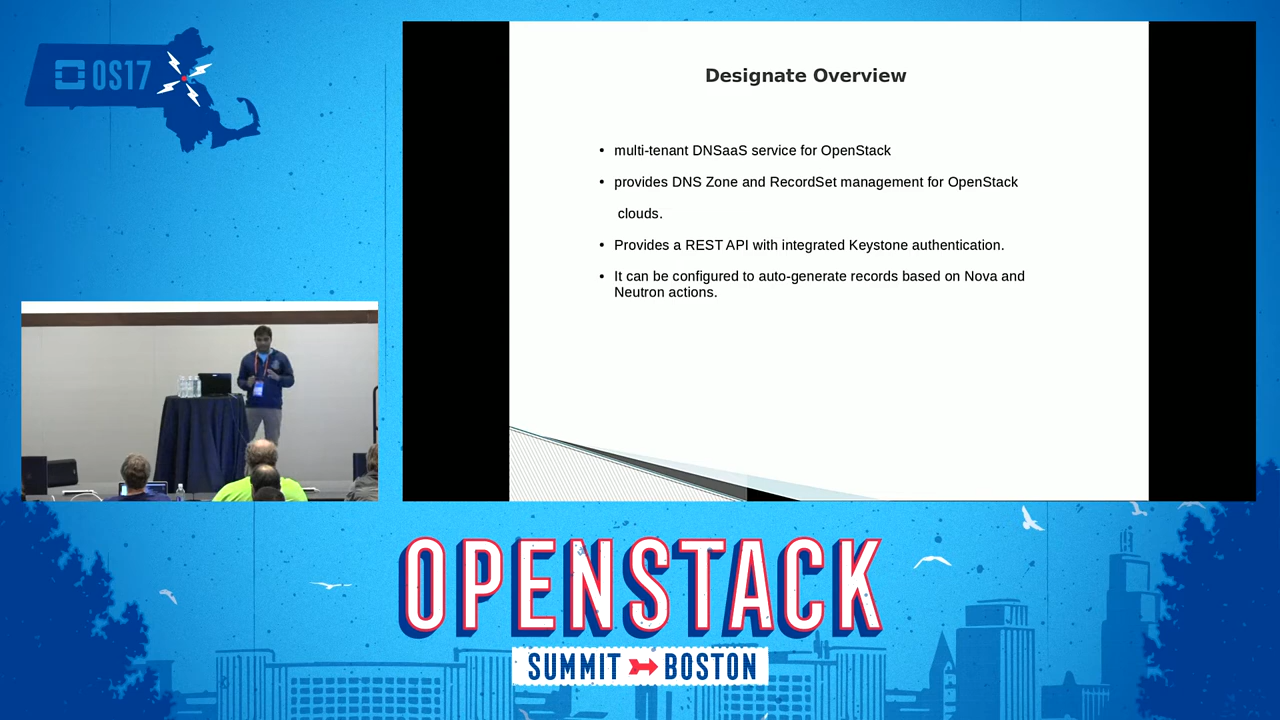 OS17
Designate Overview
• multi-tenant DNSaaS service for OpenStack
• provides DNS Zone and RecordSet management for OpenStack
clouds.
• Provides a REST API with integrated Keystone authentication.
• It can be configured to auto-generate records based on Nova and
Neutron actions.
OPENSTACK
SUMMIT BOSTON